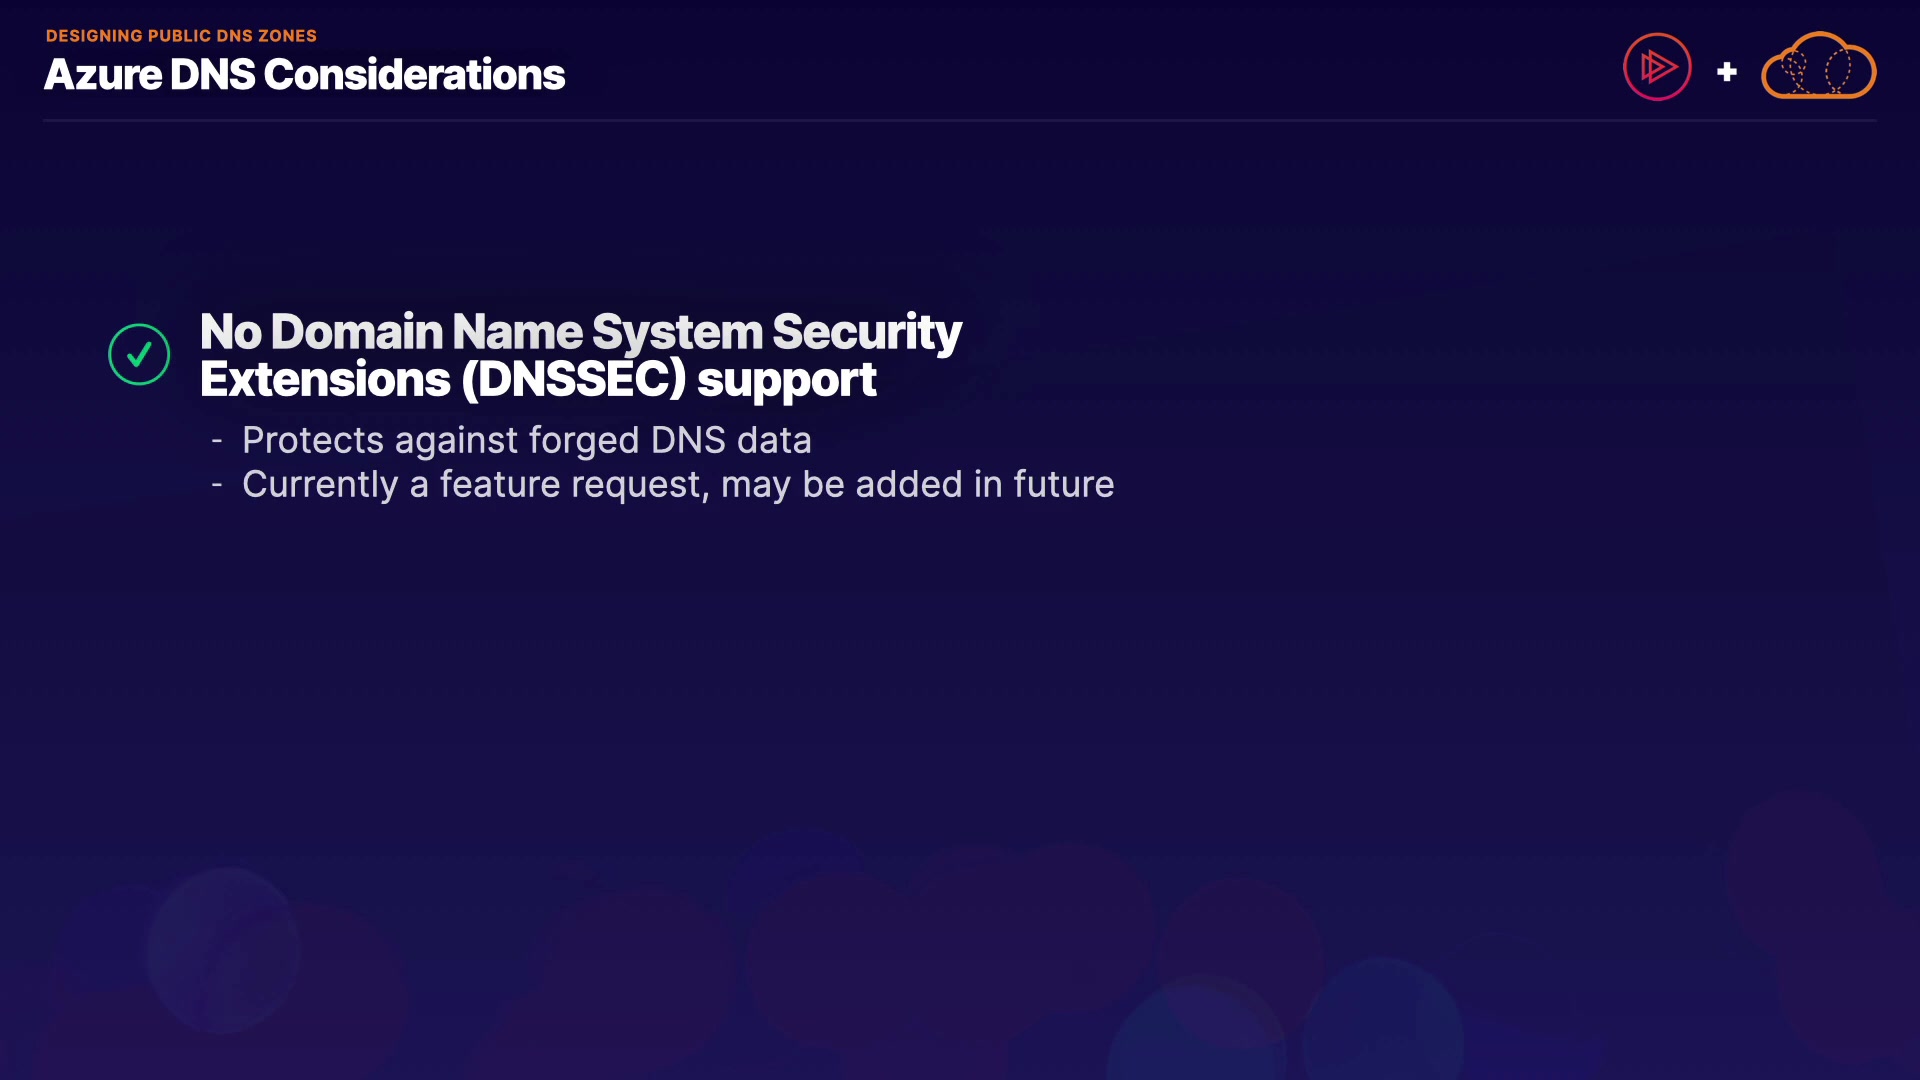 DESIGNING PUBLIC DNS ZONES
Azure DNS Considerations
+
No Domain Name System Security
Extensions (DNSSEC) support
- Protects against forged DNS data
- Currently a feature request, may be added in future